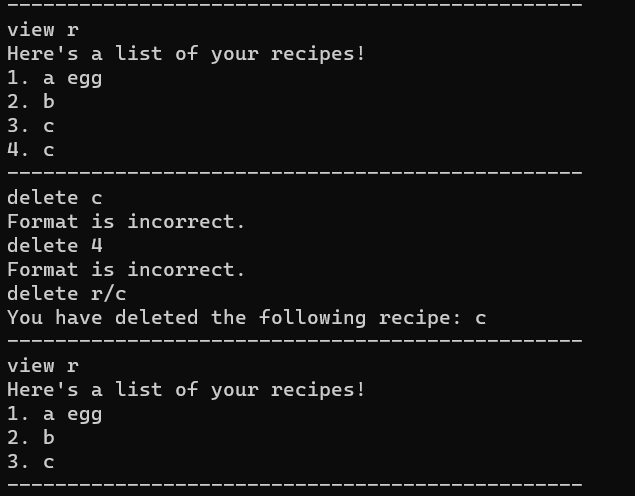 ------------------------------------------------
view r
Here's a list of your recipes!
1. a egg
2. b
3. c
4. c
------------------------------------------------
delete c
Format is incorrect.
delete 4
Format is incorrect.
delete r/c
You have deleted the following recipe: c
------------------------------------------------
view r
Here's a list of your recipes!
1. a egg
2. b
3. c
------------------------------------------------